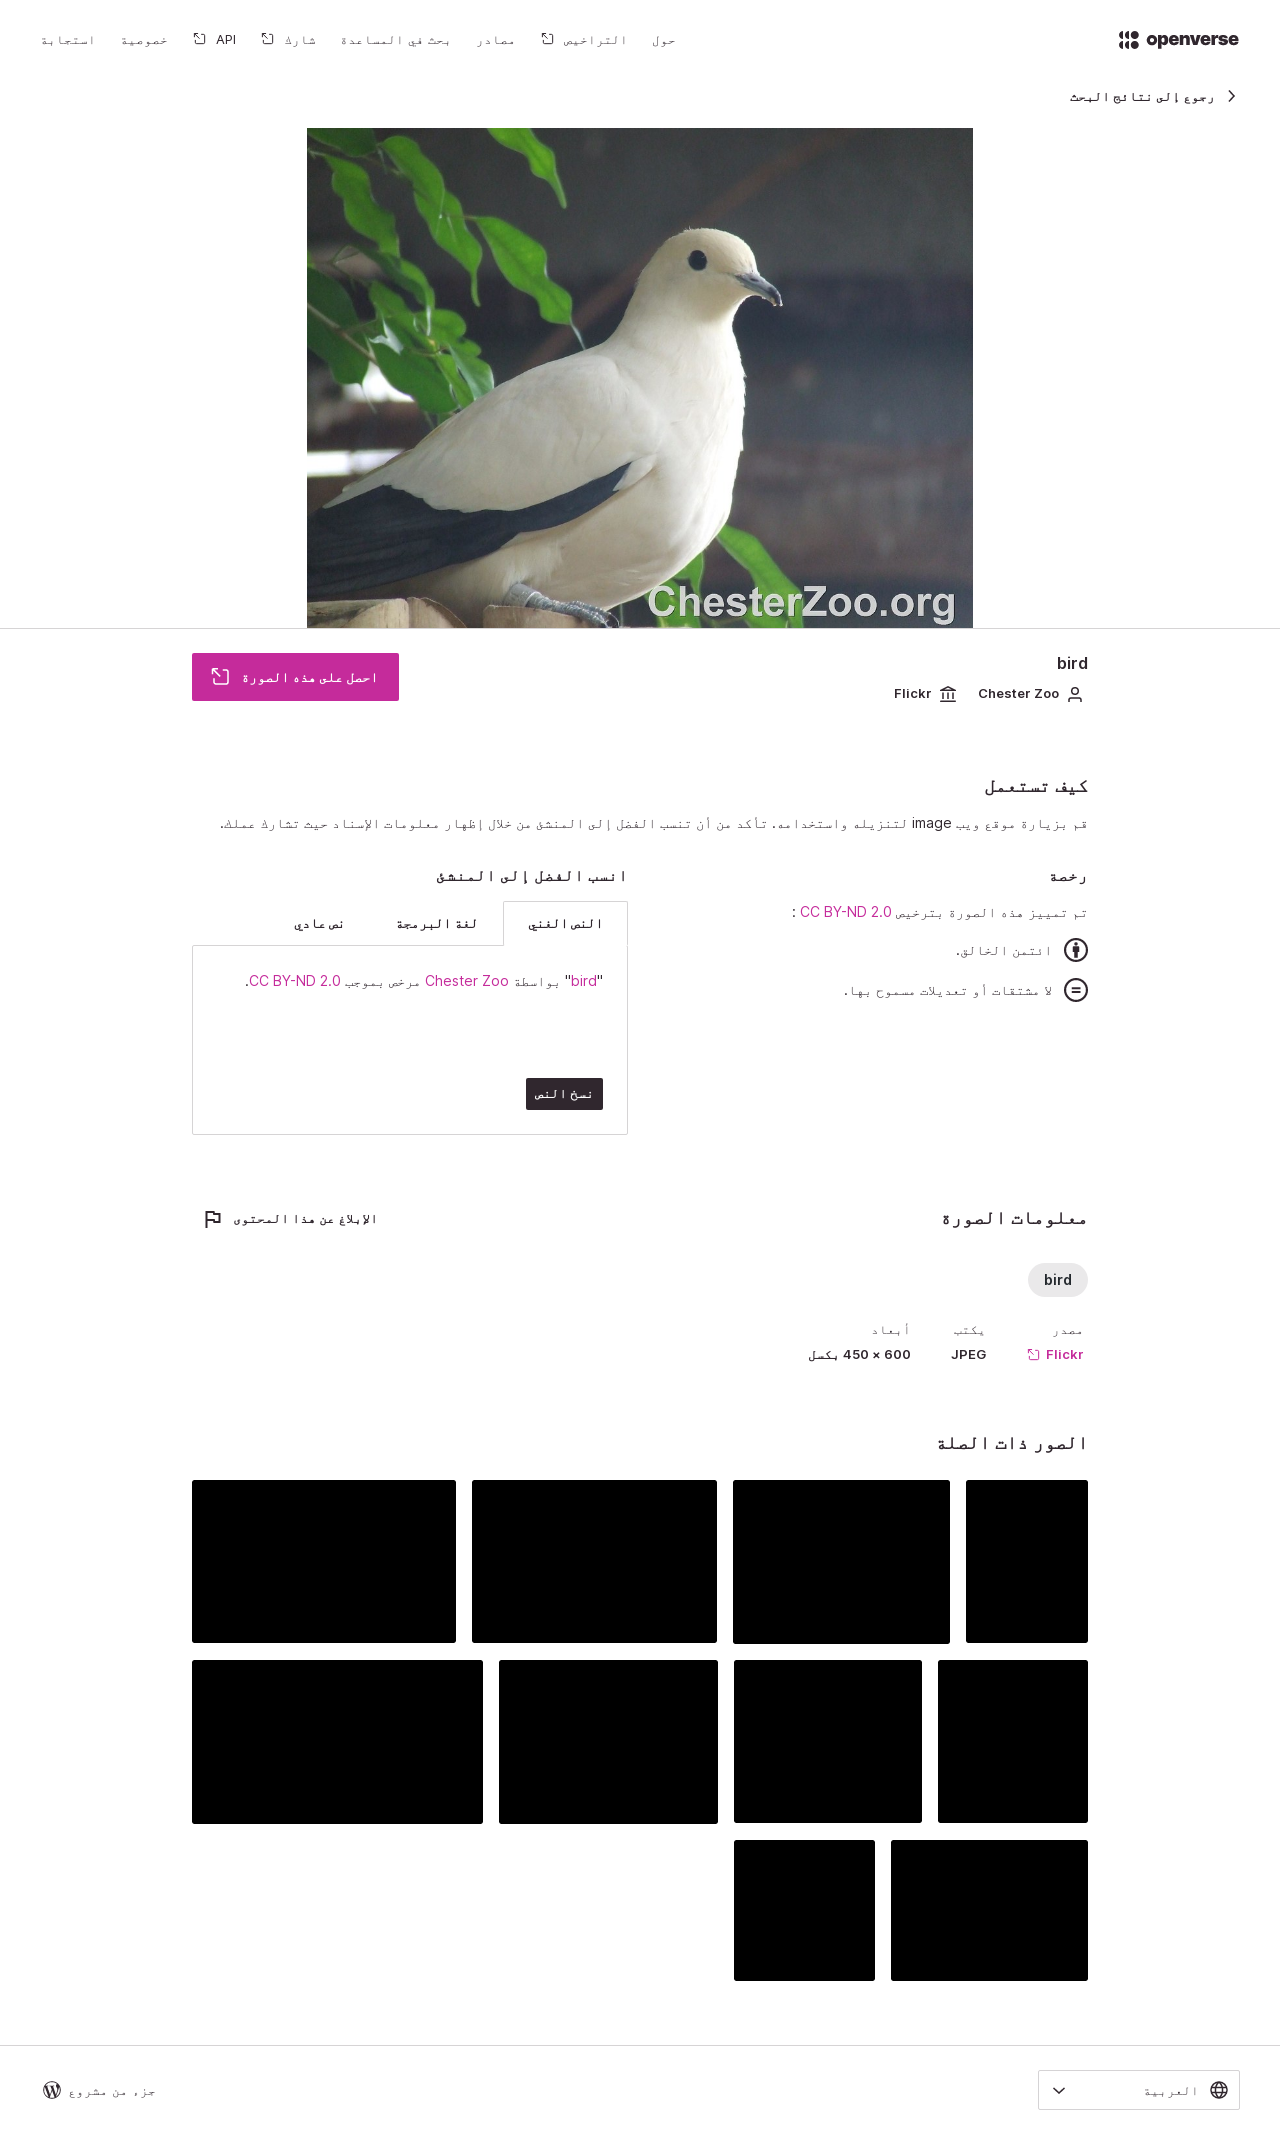 openverse
حول
التراخيص
مصادر
بحث في المساعدة
شارك
API
خصوصية
استجابة
رجوع إلى نتائج البحث
ChesterZoo.org
bird
Chester Zoo
Flickr
احصل على هذه الصورة
كيف تستعمل
قم بزيارة موقع ويب image لتنزيله واستخدامه. تأكد من أن تنسب الفضل إلى المنشئ من خلال إظهار معلومات الإسناد حيث تشارك عملك.
رخصة
تم تمييز هذه الصورة بترخيص CC BY-ND 2.0 :
ائتمن الخالق.
لا مشتقات أو تعديلات مسموح بها.
انسب الفضل إلى المنشئ
النص الغني
لغة البرمجة
نص عادي
"bird" بواسطة Chester Zoo مرخص بموجب CC BY-ND 2.0.
نسخ النص
معلومات الصورة
الإبلاغ عن هذا المحتوى
bird
مصدر
Flickr
يكتب
JPEG
أبعاد
600 × 450 بكسل
الصور ذات الصلة
العربية
جزء من مشروع